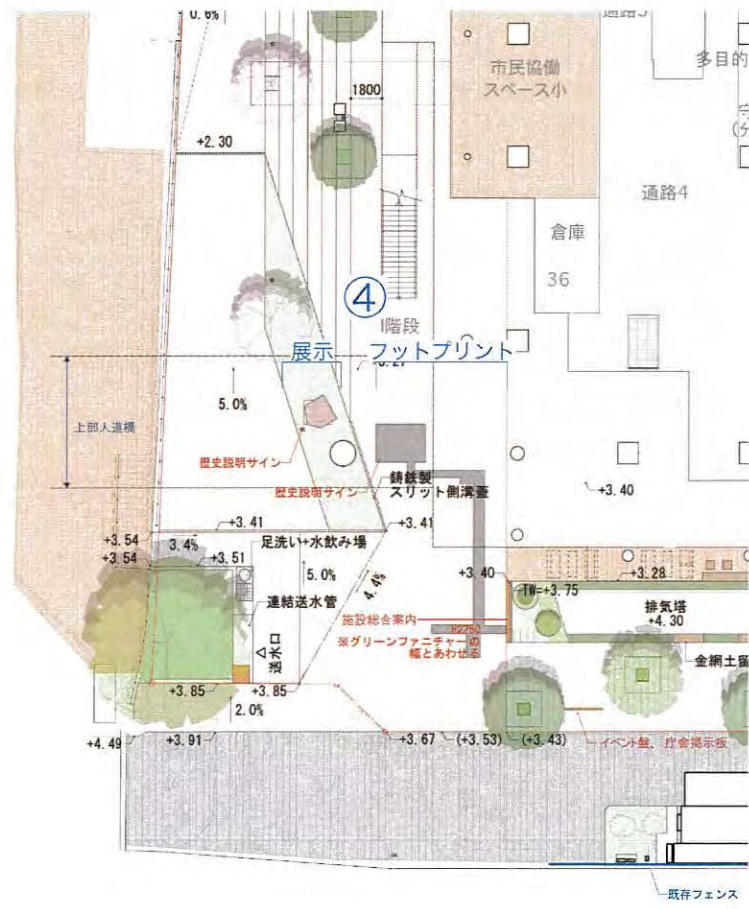 0.6%
通路3
多目的
市民協働
スペース小
1800
+2.30
通路4
倉庫
36
④
I階段
展示
フットプリント
5.0%
上部人道橋
歴史説明サイン
歴史説明サイン
鋳鉄製
スリット側溝蓋
+3.40
+3.41
+3.41
+3.54
3.4%
+3.54
+3.51
足洗い+水飲み場
5.0%
4.4%
連結送水管
送水口
+3.40
TW=+3.75
+3.28
排気塔
+4.30
施設総合案内
H2250
※グリーンファニチャーの
幅とあわせる
金網土留
+3.85
+3.85
2.0%
+4.49
+3.91
+3.67
(+3.53)
(+3.43)
イベント盤、庁舎掲示板
既存フェンス